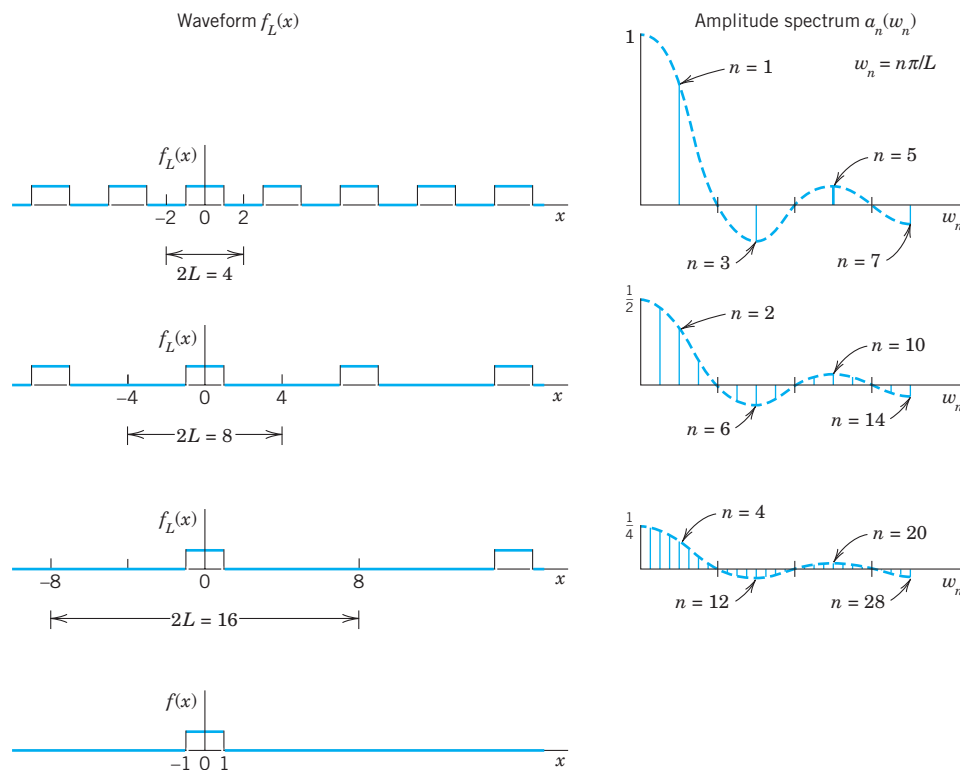 Waveform f_L(x)
Amplitude spectrum a_n(w_n)
1
n = 1
w_n = nπ/L
f_L(x)
n = 5
−2 0 2 x
w_n
n = 3
n = 7
2L = 4
1/2
n = 2
f_L(x)
n = 10
−4 0 4 x
w_n
n = 6
n = 14
2L = 8
f_L(x)
1/4
n = 4
n = 20
−8 0 8 x
w_n
n = 12
n = 28
2L = 16
f(x)
−1 0 1 x